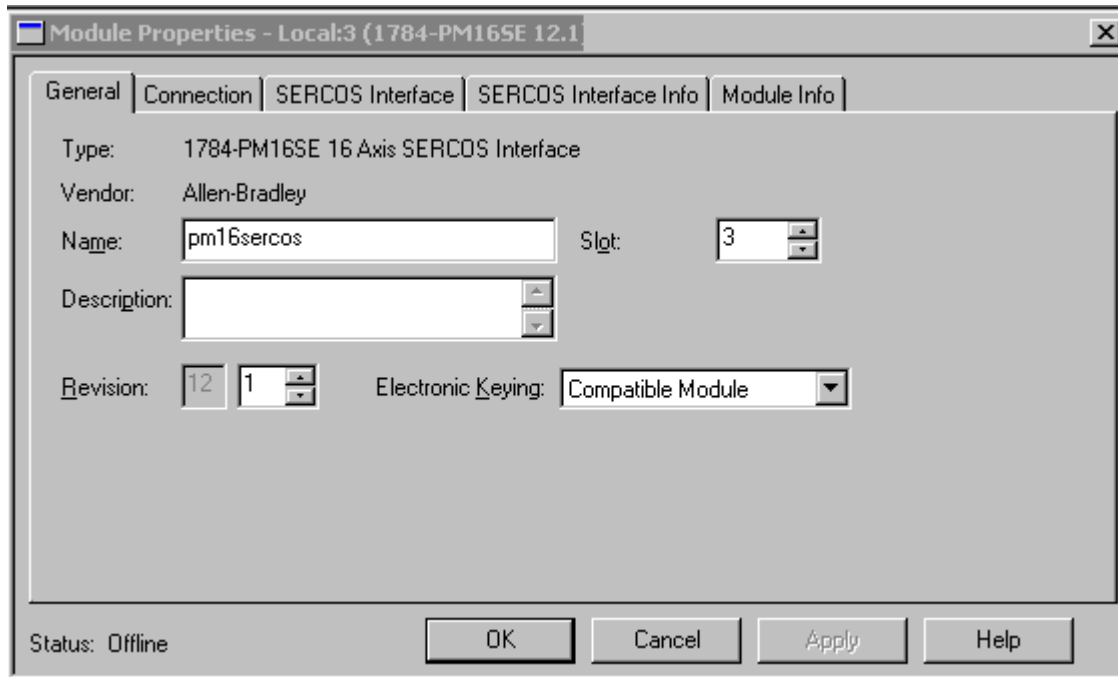 Module Properties - Local:3 (1784-PM16SE 12.1)
General Connection SERCOS Interface SERCOS Interface Info Module Info
Type: 1784-PM16SE 16 Axis SERCOS Interface
Vendor: Allen-Bradley
Name: pm16sercos Slot: 3
Description:
Revision: 12 1 Electronic Keying: Compatible Module
Status: Offline OK Cancel Apply Help